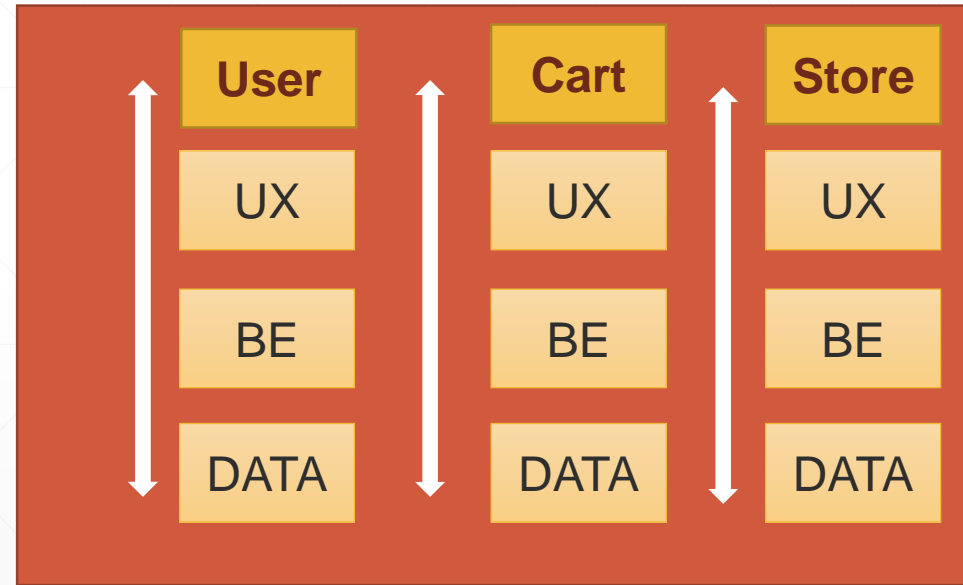 User
Cart
Store
UX
UX
UX
BE
BE
BE
DATA
DATA
DATA